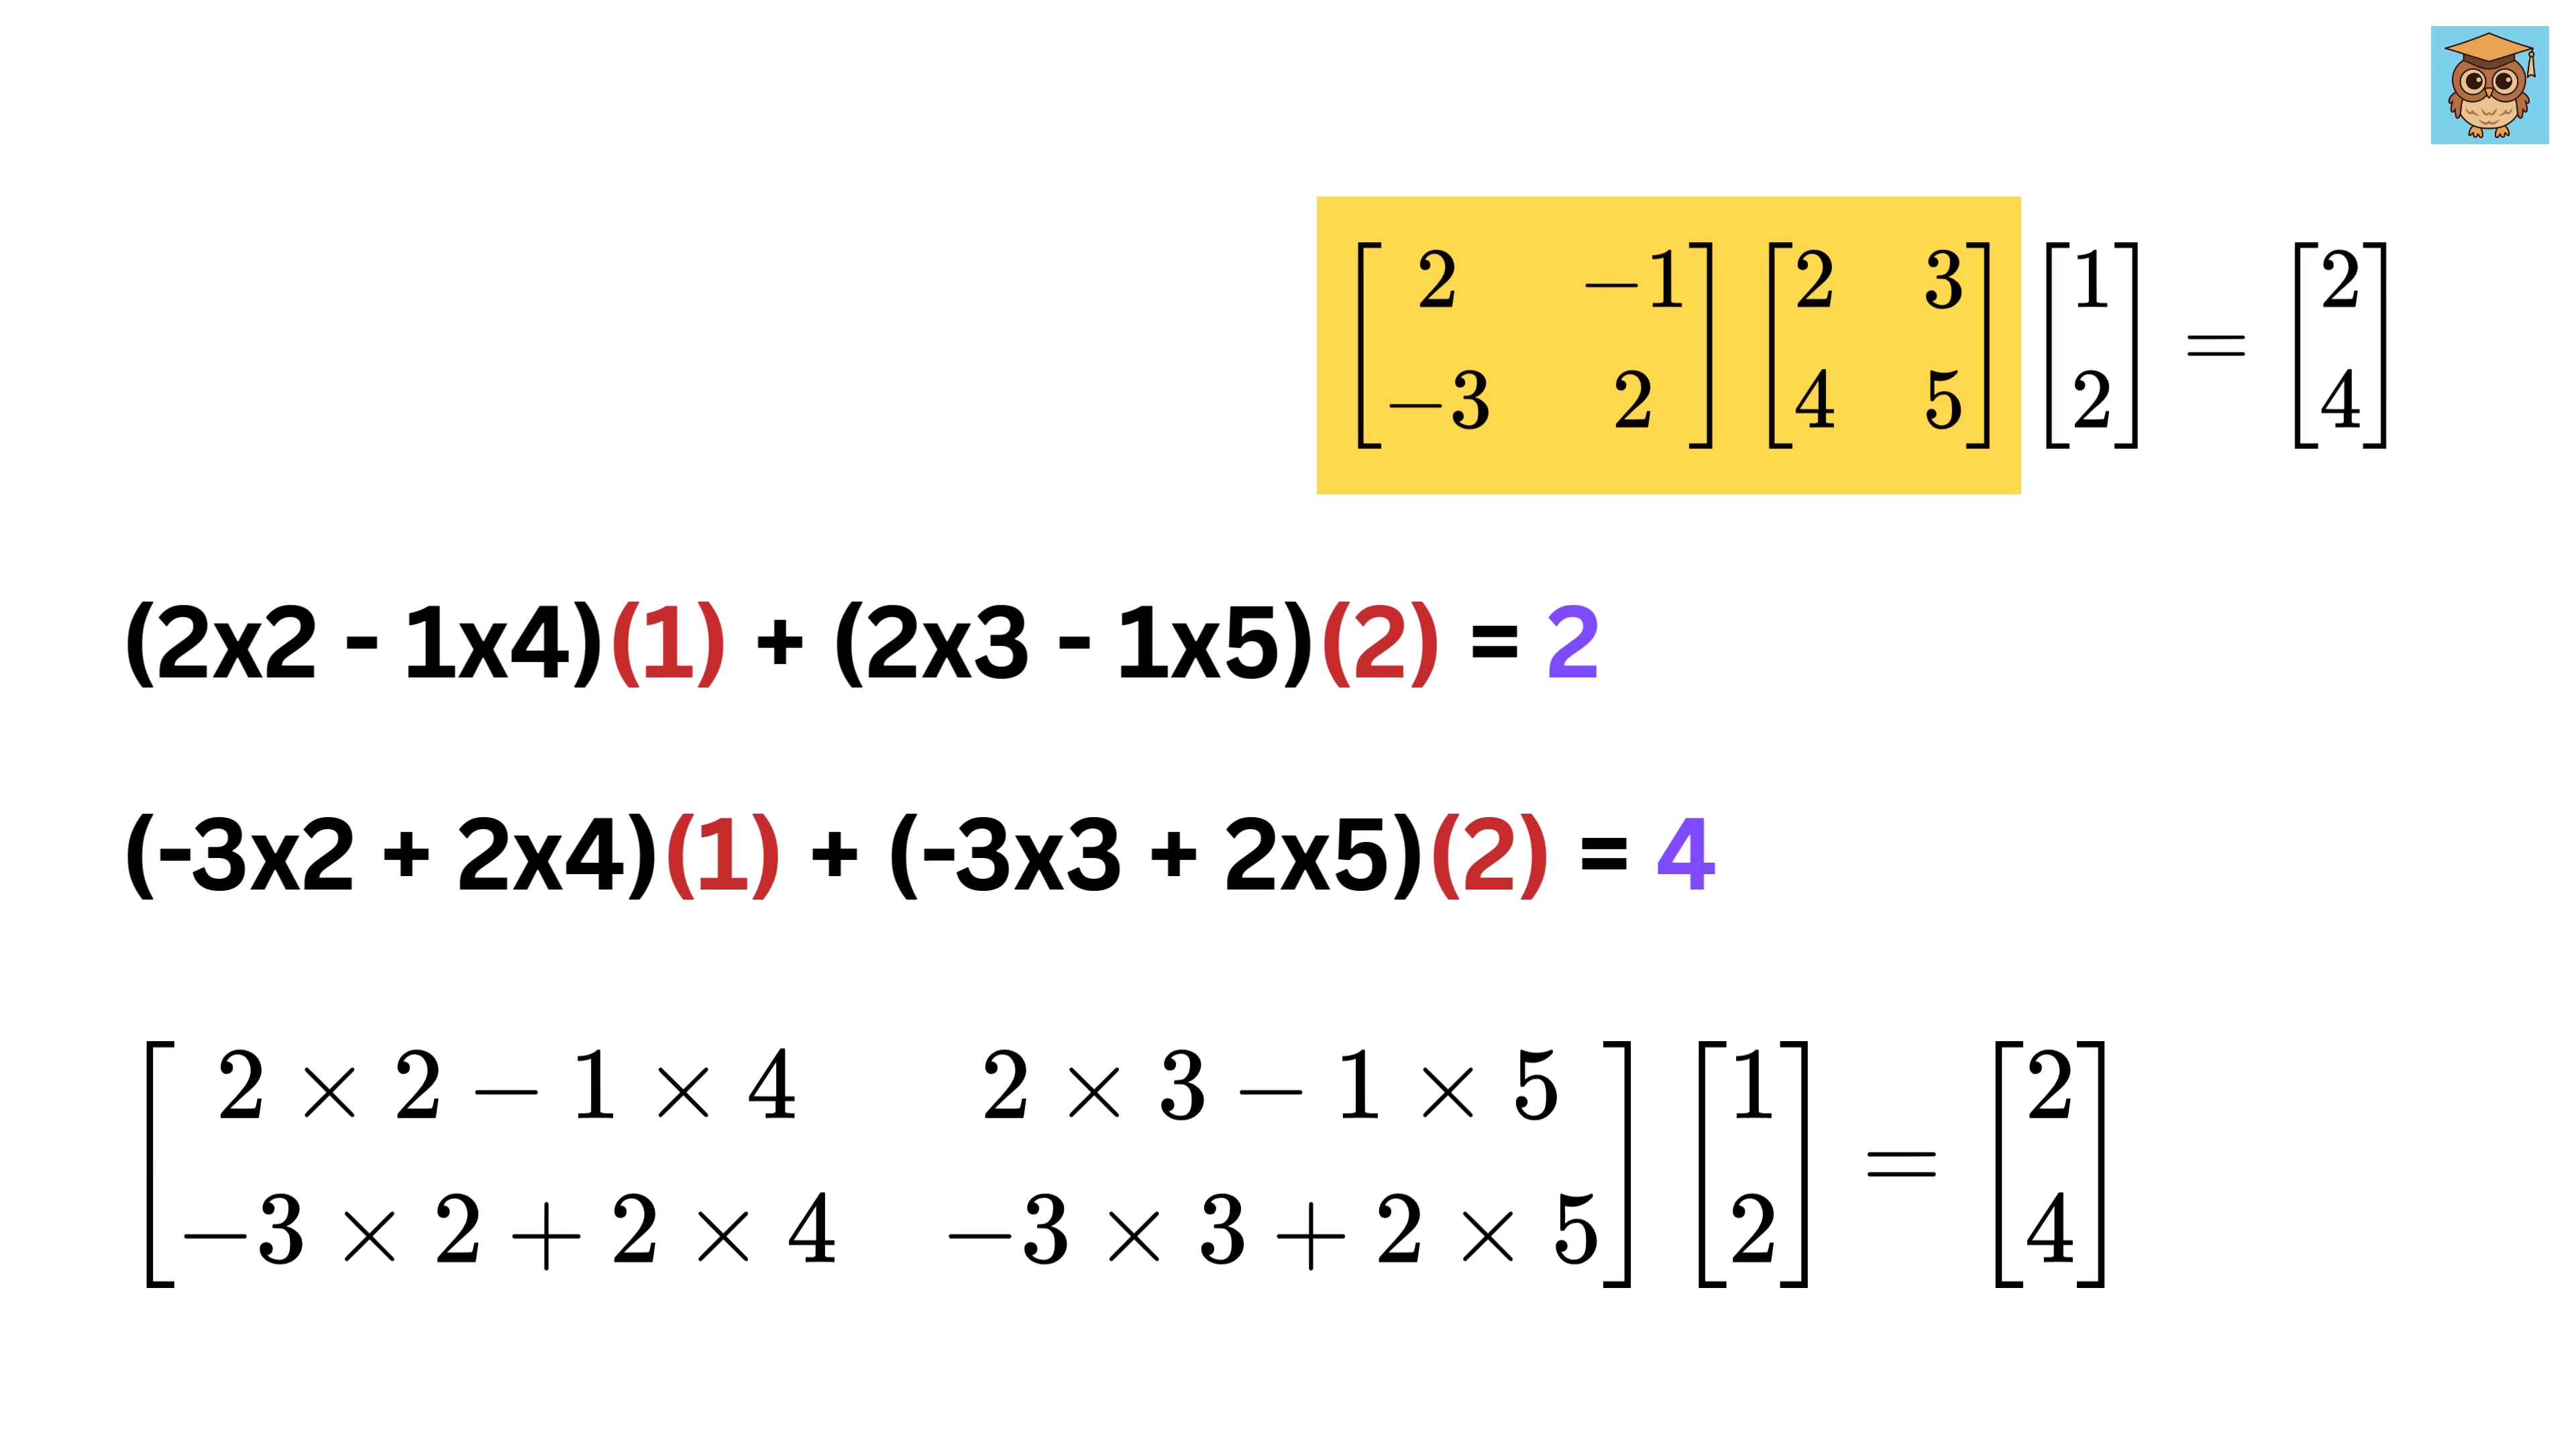 [2 −1; −3 2] [2 3; 4 5] [1; 2] = [2; 4]
(2x2 - 1x4)(1) + (2x3 - 1x5)(2) = 2
(-3x2 + 2x4)(1) + (-3x3 + 2x5)(2) = 4
[2 × 2 − 1 × 4 2 × 3 − 1 × 5; −3 × 2 + 2 × 4 −3 × 3 + 2 × 5] [1; 2] = [2; 4]